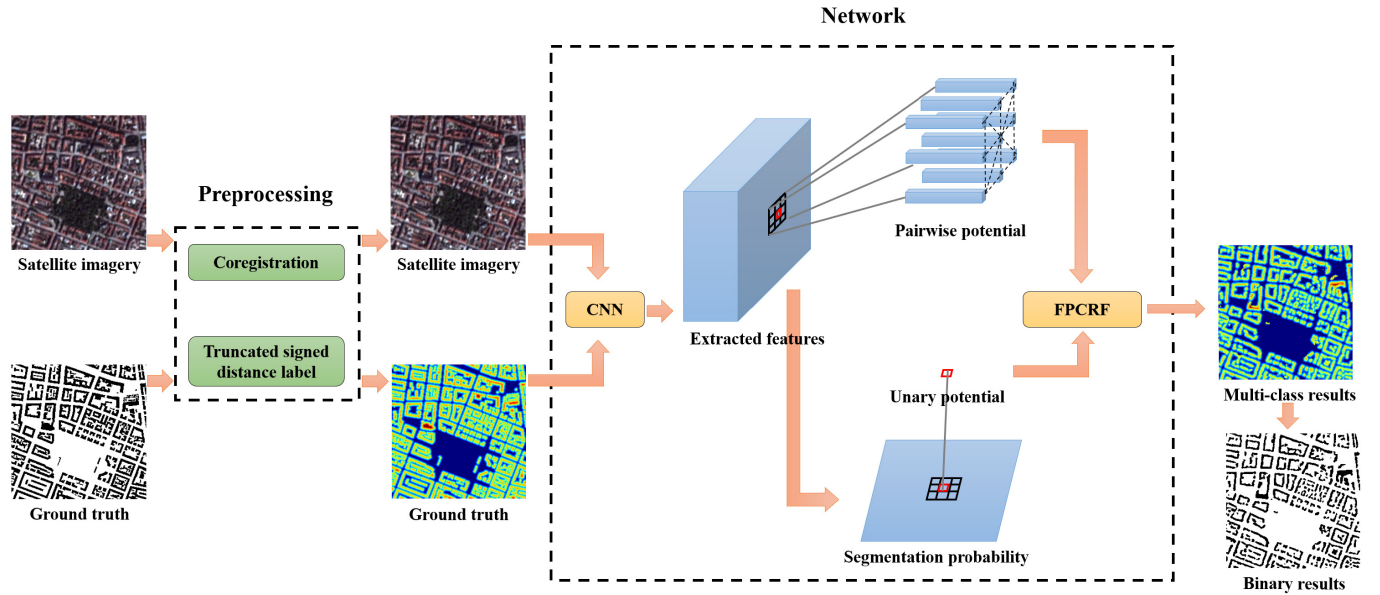 Network
Preprocessing
Satellite imagery
Coregistration
Satellite imagery
Truncated signed
distance label
Ground truth
Ground truth
CNN
Extracted features
Pairwise potential
Unary potential
Segmentation probability
FPCRF
Multi-class results
Binary results